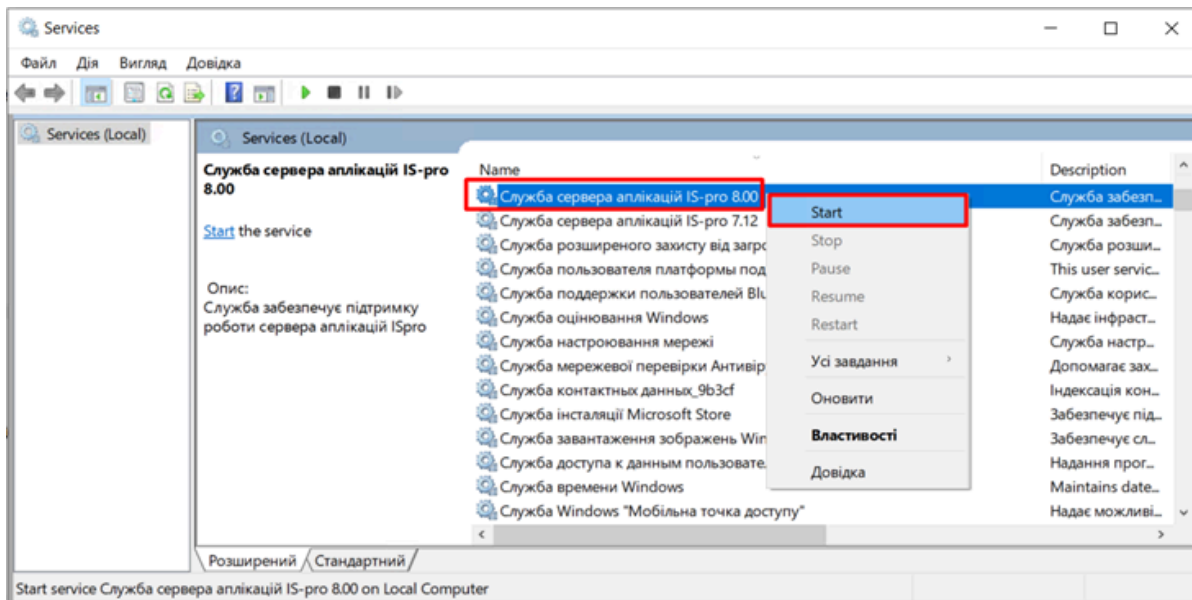 Services
Файл Дія Вигляд Довідка
Services (Local)
Services (Local)
Служба сервера аплікацій IS-pro
8.00
Start the service
Опис:
Служба забезпечує підтримку
роботи сервера аплікацій ISpro
Name Description
Служба сервера аплікацій IS-pro 8.00 Служба забезп...
Служба сервера аплікацій IS-pro 7.12 Служба забезп...
Служба розширеного захисту від загро Служба розши...
Служба пользователя платформы под This user servic...
Служба поддержки пользователей Blu Служба корис...
Служба оцінювання Windows Надає інфраст...
Служба настроювання мережі Служба настр...
Служба мережевої перевірки Антивір Допомагає зах...
Служба контактных данных_9b3cf Індексація кон...
Служба інсталяції Microsoft Store Забезпечує під...
Служба завантаження зображень Win Забезпечує сл...
Служба доступа к данным пользовате. Надання прог...
Служба времени Windows Maintains date...
Служба Windows "Мобільна точка доступу" Надає можливі...
Start
Stop
Pause
Resume
Restart
Усі завдання
Оновити
Властивості
Довідка
Розширений Стандартний
Start service Служба сервера аплікацій IS-pro 8.00 on Local Computer